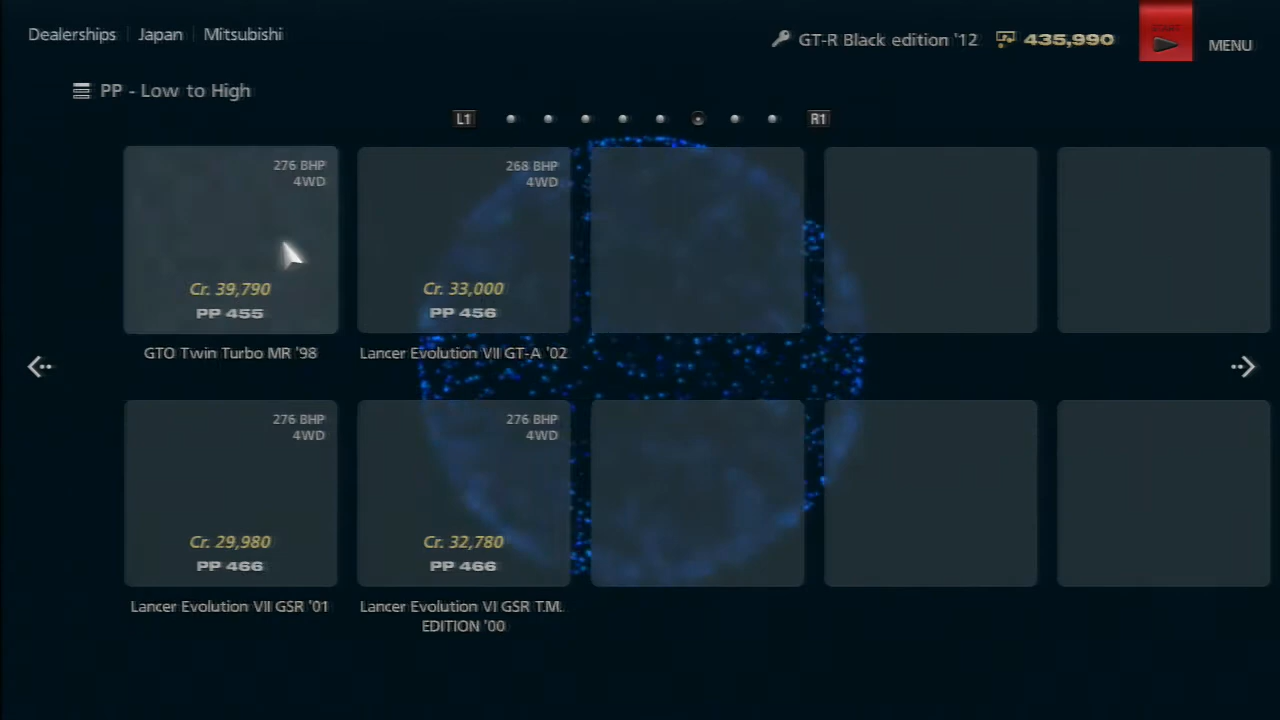 Dealerships Japan Mitsubishi
GT-R Black edition '12 435,990
START
MENU
PP - Low to High
L1 R1
276 BHP
4WD
Cr. 39,790
PP 455
GTO Twin Turbo MR '98
268 BHP
4WD
Cr. 33,000
PP 456
Lancer Evolution VII GT-A '02
276 BHP
4WD
Cr. 29,980
PP 466
Lancer Evolution VII GSR '01
276 BHP
4WD
Cr. 32,780
PP 466
Lancer Evolution VI GSR T.M.
EDITION '00